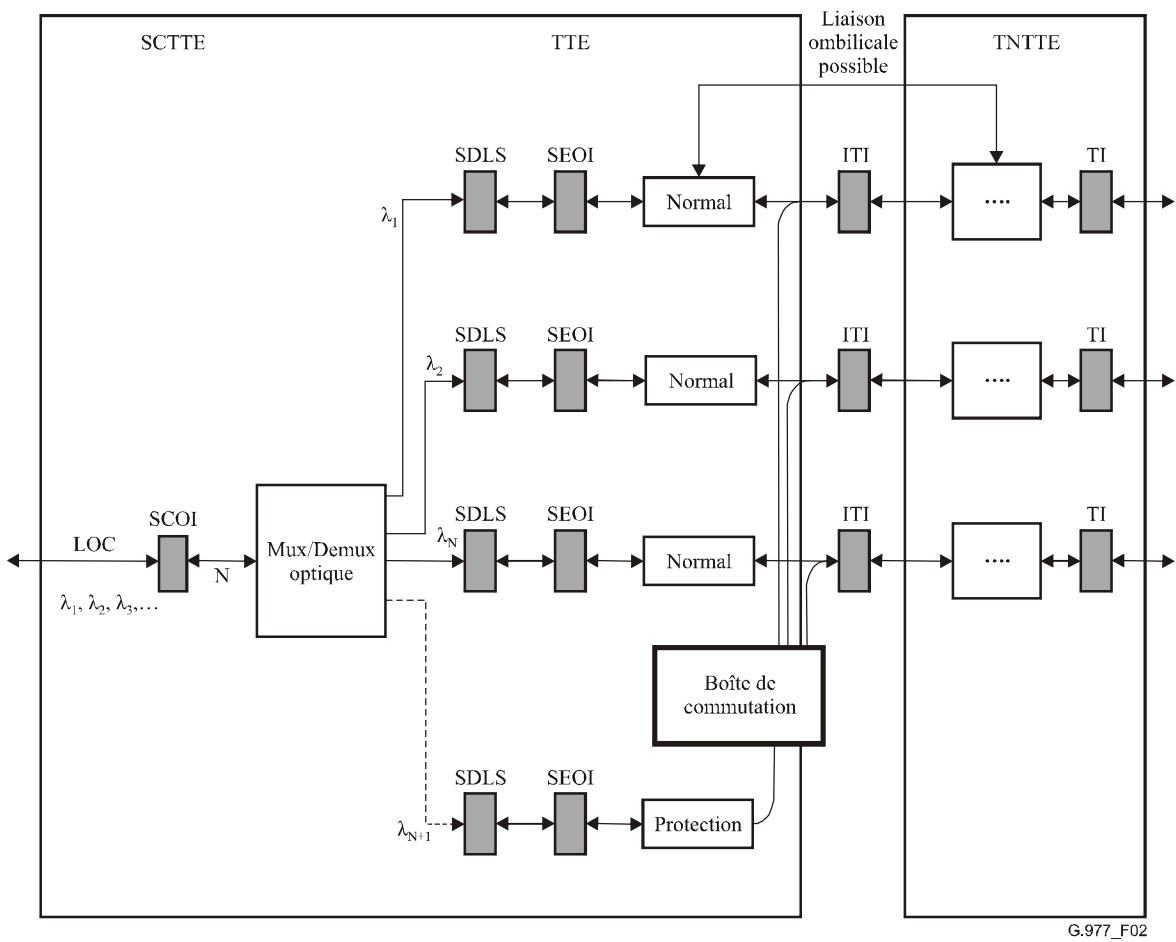 SCTTE
TTE
Liaison
ombilicale
possible
TNTTE
SDLS
SEOI
ITI
TI
λ1
Normal
....
SDLS
SEOI
ITI
TI
λ2
Normal
....
SCOI
SDLS
SEOI
ITI
TI
LOC
N
Mux/Demux
optique
λN
Normal
....
λ1, λ2, λ3,...
Boîte de
commutation
SDLS
SEOI
λN+1
Protection
G.977_F02